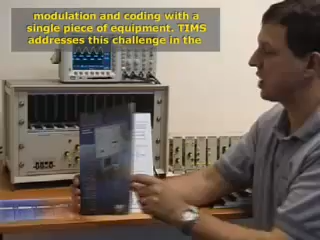 modulation and coding with a
single piece of equipment. TIMS
addresses this challenge in the